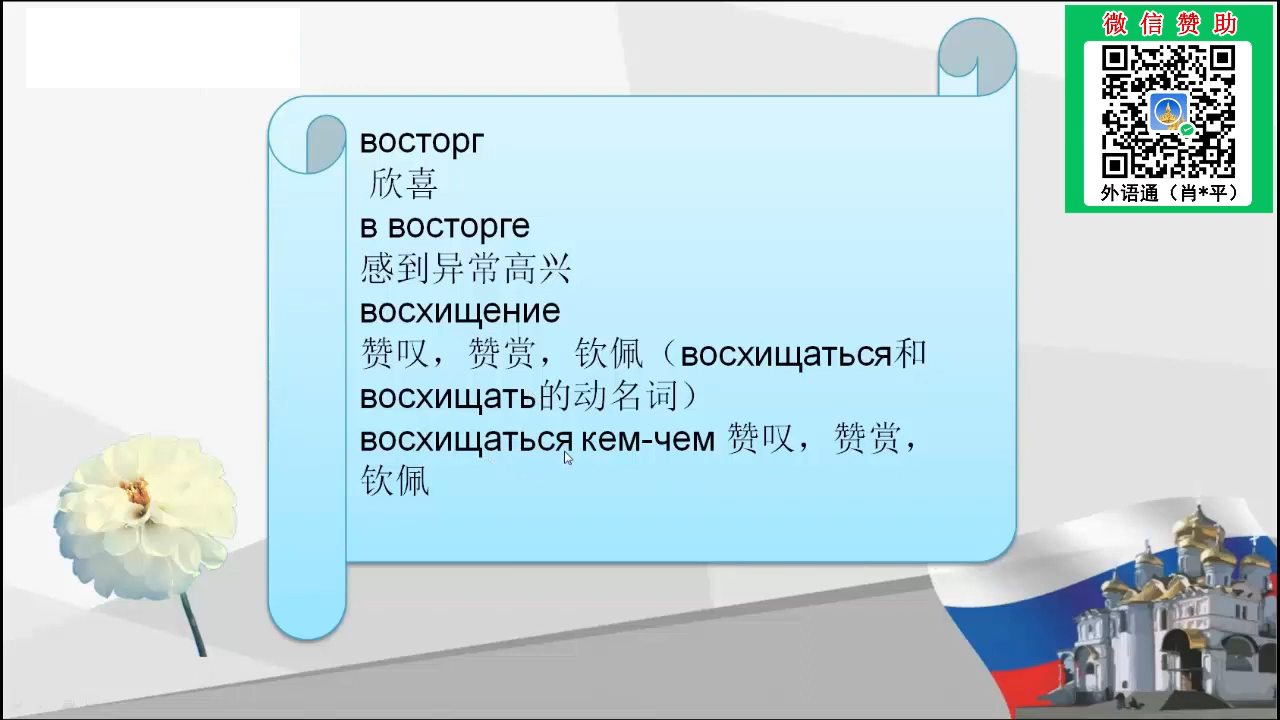 微信赞助
外语通（肖*平）
восторг
欣喜
в восторге
感到异常高兴
восхищение
赞叹，赞赏，钦佩（восхищаться和
восхищать的动名词）
восхищаться кем-чем 赞叹，赞赏，
钦佩